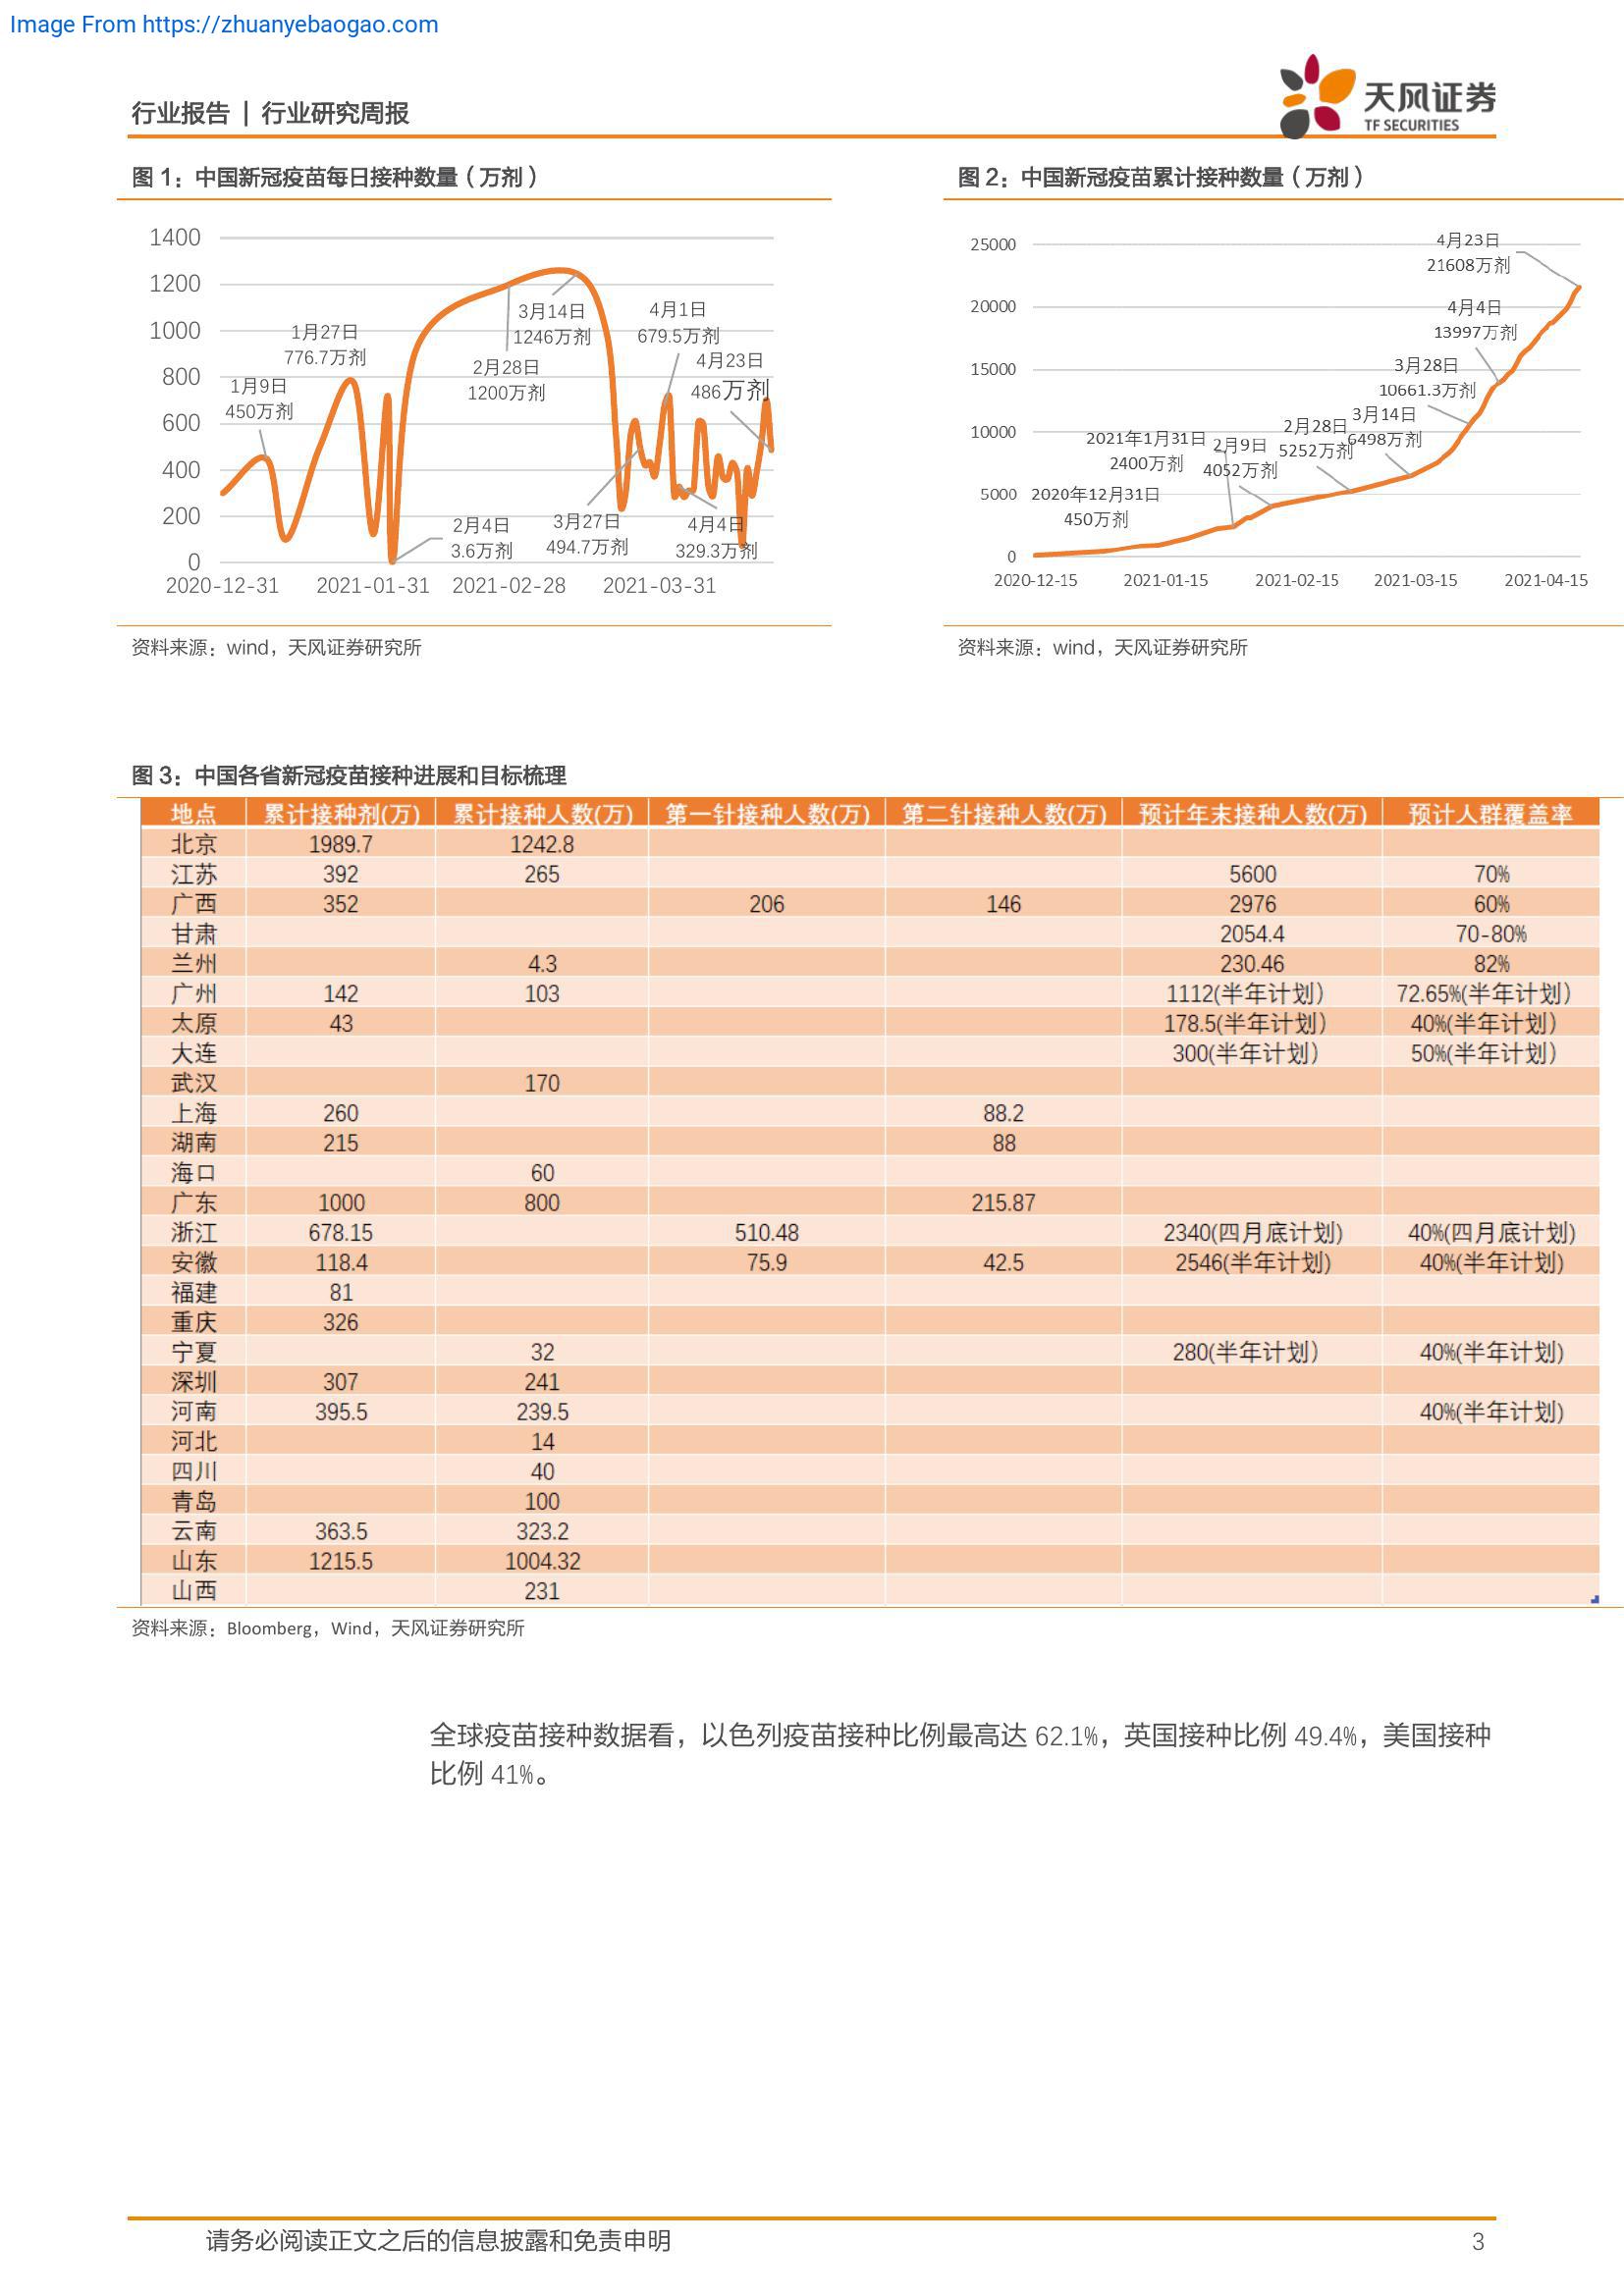 Image From https://zhuanyebaogao.com
行业报告 | 行业研究周报
天风证券
TF SECURITIES
图 1：中国新冠疫苗每日接种数量（万剂）
1400
1200
1000
800
600
400
200
0
1月9日
450万剂
1月27日
776.7万剂
2月4日
3.6万剂
2月28日
1200万剂
3月14日
1246万剂
3月27日
494.7万剂
4月1日
679.5万剂
4月4日
329.3万剂
4月23日
486万剂
2020-12-31 2021-01-31 2021-02-28 2021-03-31
资料来源：wind，天风证券研究所
图 2：中国新冠疫苗累计接种数量（万剂）
25000
20000
15000
10000
5000
0
2020年12月31日
450万剂
2021年1月31日
2400万剂
2月9日
4052万剂
2月28日
5252万剂
3月14日
6498万剂
3月28日
10661.3万剂
4月4日
13997万剂
4月23日
21608万剂
2020-12-15 2021-01-15 2021-02-15 2021-03-15 2021-04-15
资料来源：wind，天风证券研究所
图 3：中国各省新冠疫苗接种进展和目标梳理
地点 累计接种剂(万) 累计接种人数(万) 第一针接种人数(万) 第二针接种人数(万) 预计年末接种人数(万) 预计人群覆盖率
北京 1989.7 1242.8
江苏 392 265 5600 70%
广西 352 206 146 2976 60%
甘肃 2054.4 70-80%
兰州 4.3 230.46 82%
广州 142 103 1112(半年计划） 72.65%(半年计划）
太原 43 178.5(半年计划） 40%(半年计划）
大连 300(半年计划） 50%(半年计划）
武汉 170
上海 260 88.2
湖南 215 88
海口 60
广东 1000 800 215.87
浙江 678.15 510.48 2340(四月底计划) 40%(四月底计划)
安徽 118.4 75.9 42.5 2546(半年计划) 40%(半年计划)
福建 81
重庆 326
宁夏 32 280(半年计划） 40%(半年计划)
深圳 307 241
河南 395.5 239.5 40%(半年计划)
河北 14
四川 40
青岛 100
云南 363.5 323.2
山东 1215.5 1004.32
山西 231
资料来源：Bloomberg，Wind，天风证券研究所
全球疫苗接种数据看，以色列疫苗接种比例最高达 62.1%，英国接种比例 49.4%，美国接种
比例 41%。
请务必阅读正文之后的信息披露和免责申明 3